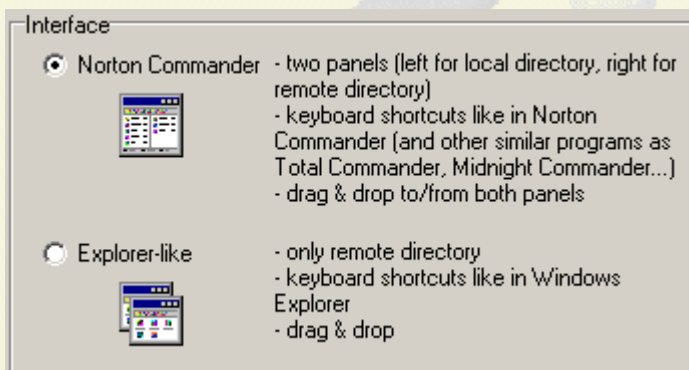 Interface
Norton Commander
- two panels (left for local directory, right for
remote directory)
- keyboard shortcuts like in Norton
Commander (and other similar programs as
Total Commander, Midnight Commander...)
- drag & drop to/from both panels
Explorer-like
- only remote directory
- keyboard shortcuts like in Windows
Explorer
- drag & drop